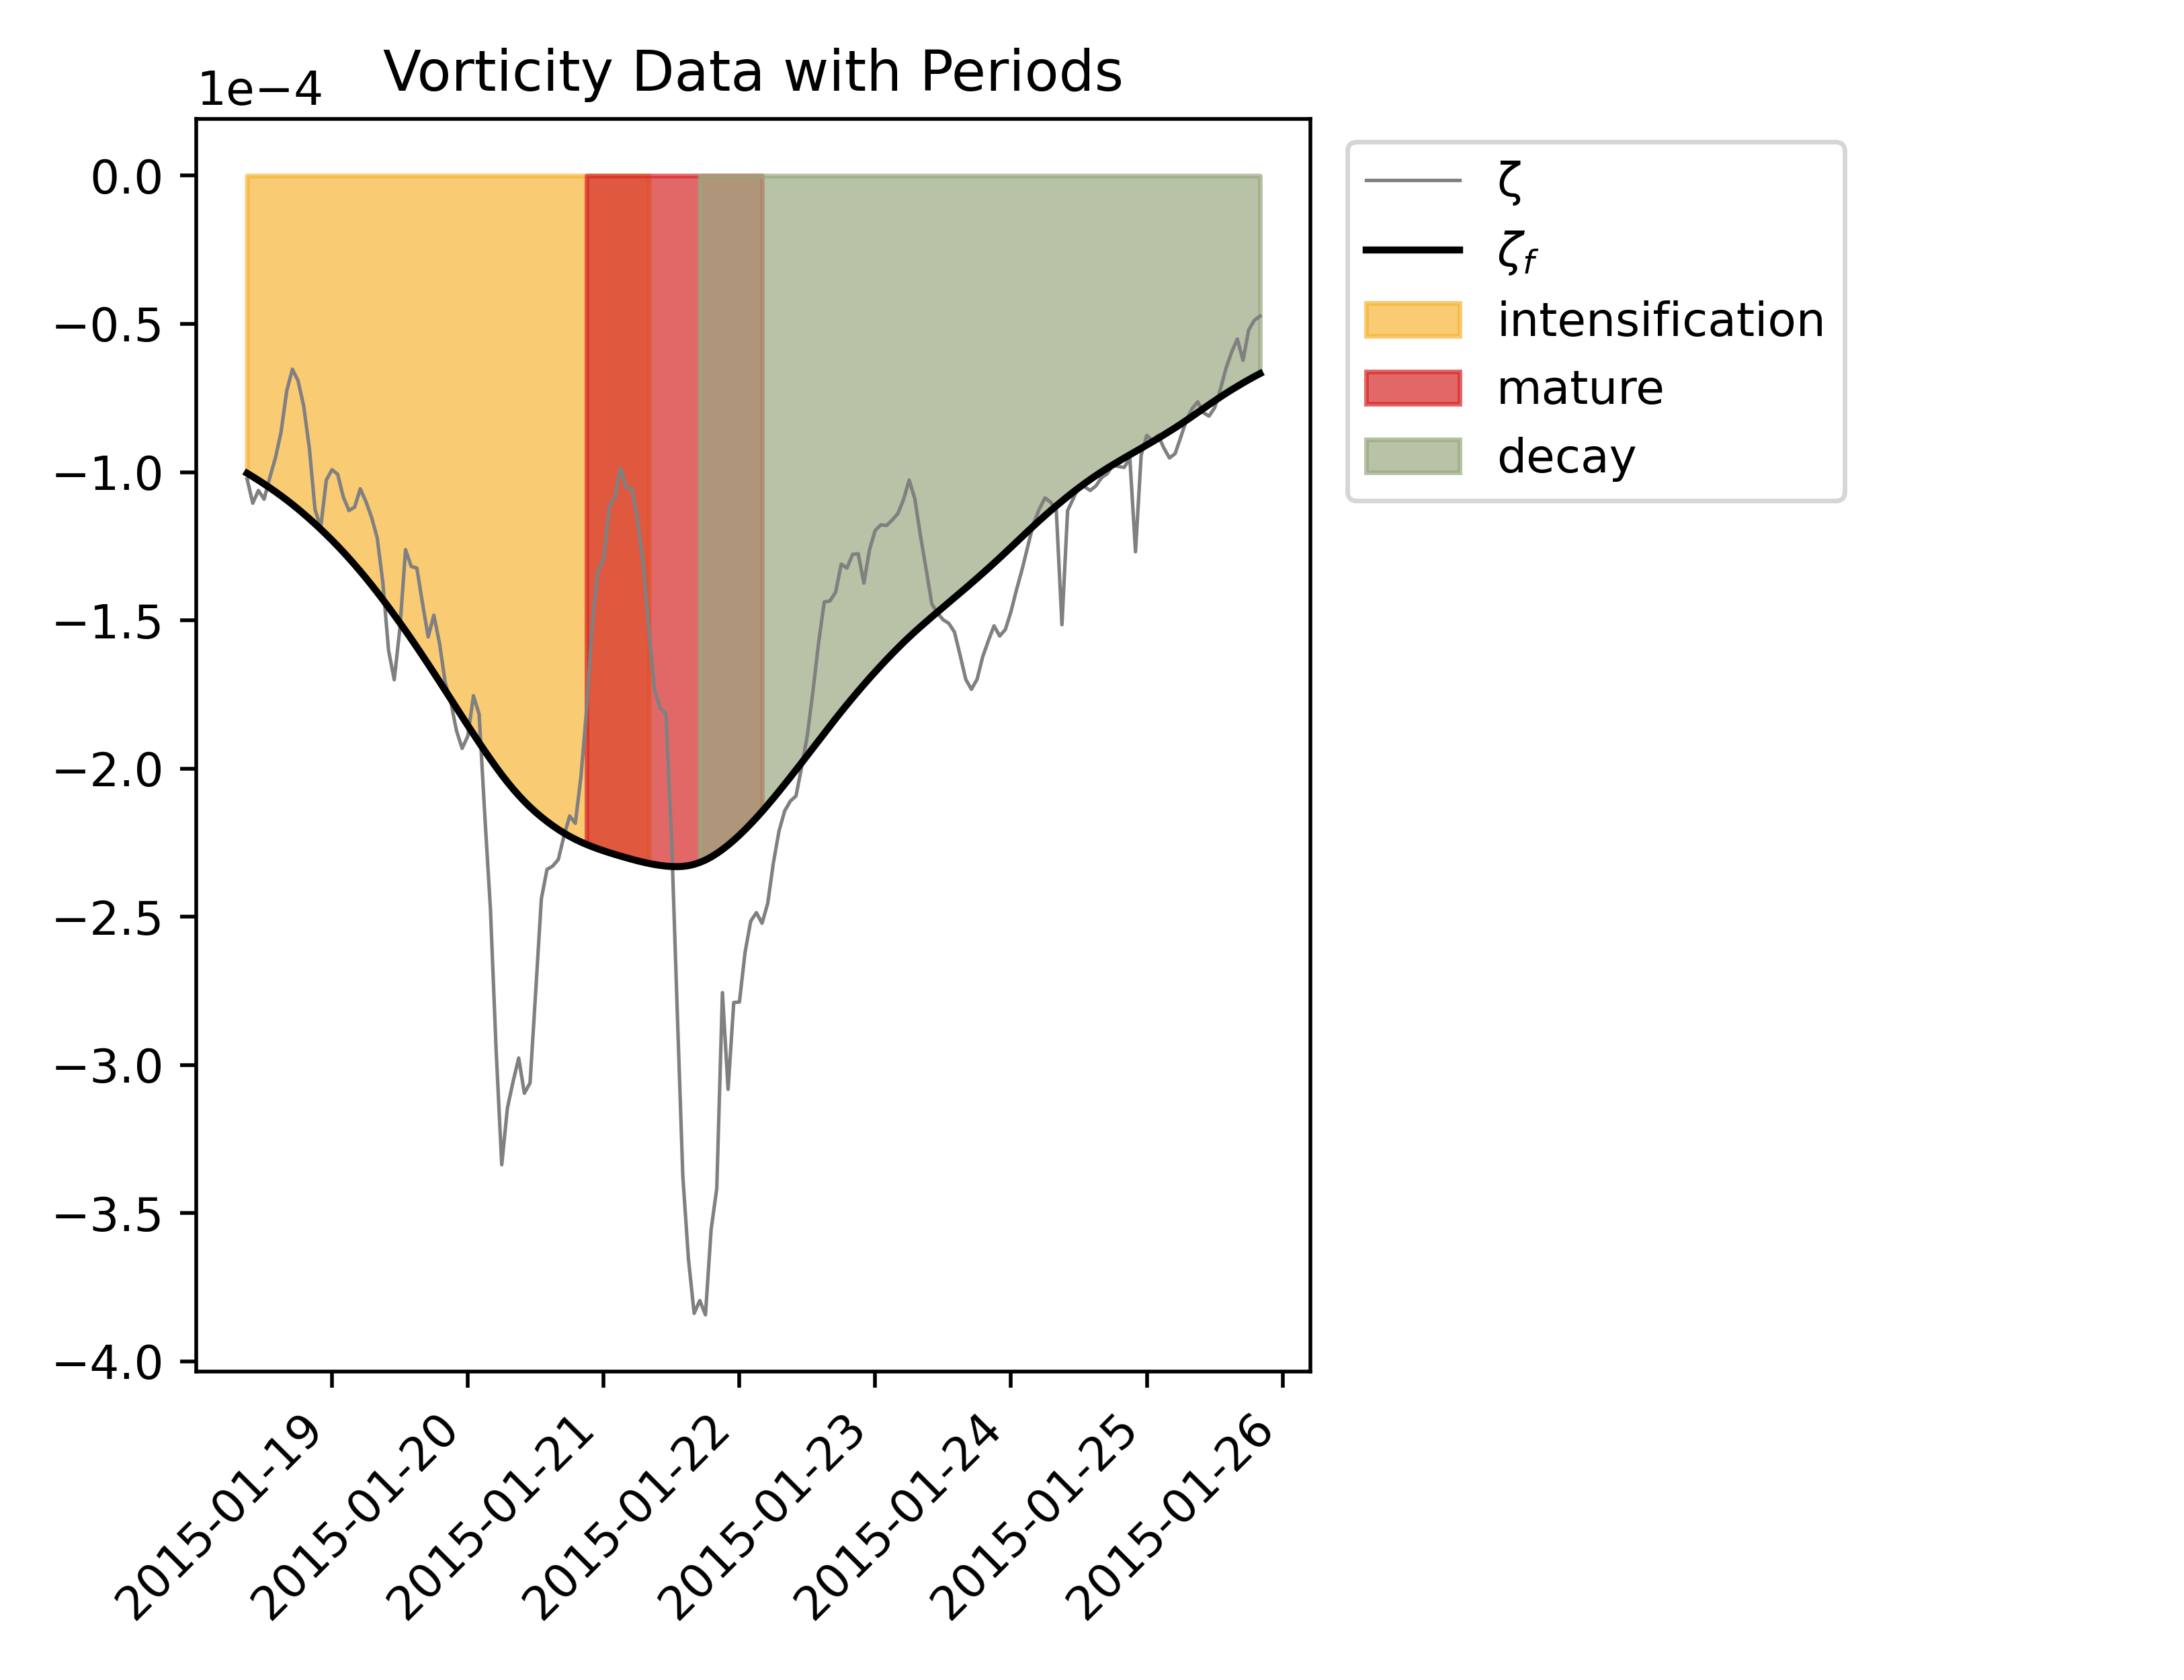 Vorticity Data with Periods
1e−4
0.0
−0.5
−1.0
−1.5
−2.0
−2.5
−3.0
−3.5
−4.0
2015-01-19
2015-01-20
2015-01-21
2015-01-22
2015-01-23
2015-01-24
2015-01-25
2015-01-26
ζ
ζf
intensification
mature
decay